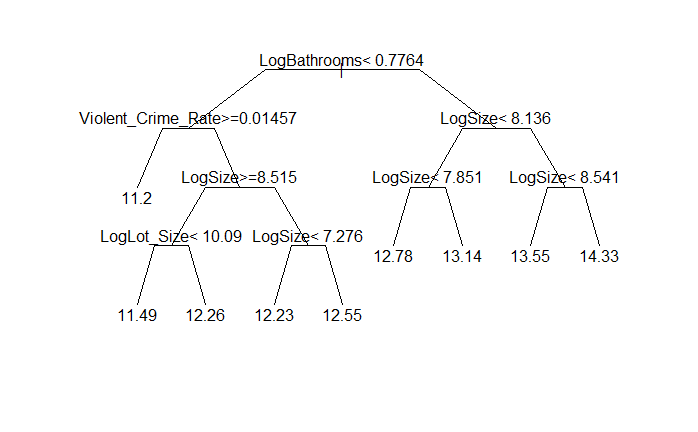 LogBathrooms< 0.7764
Violent_Crime_Rate>=0.01457
LogSize< 8.136
11.2
LogSize>=8.515
LogSize< 7.851
LogSize< 8.541
LogLot_Size< 10.09
LogSize< 7.276
12.78
13.14
13.55
14.33
11.49
12.26
12.23
12.55